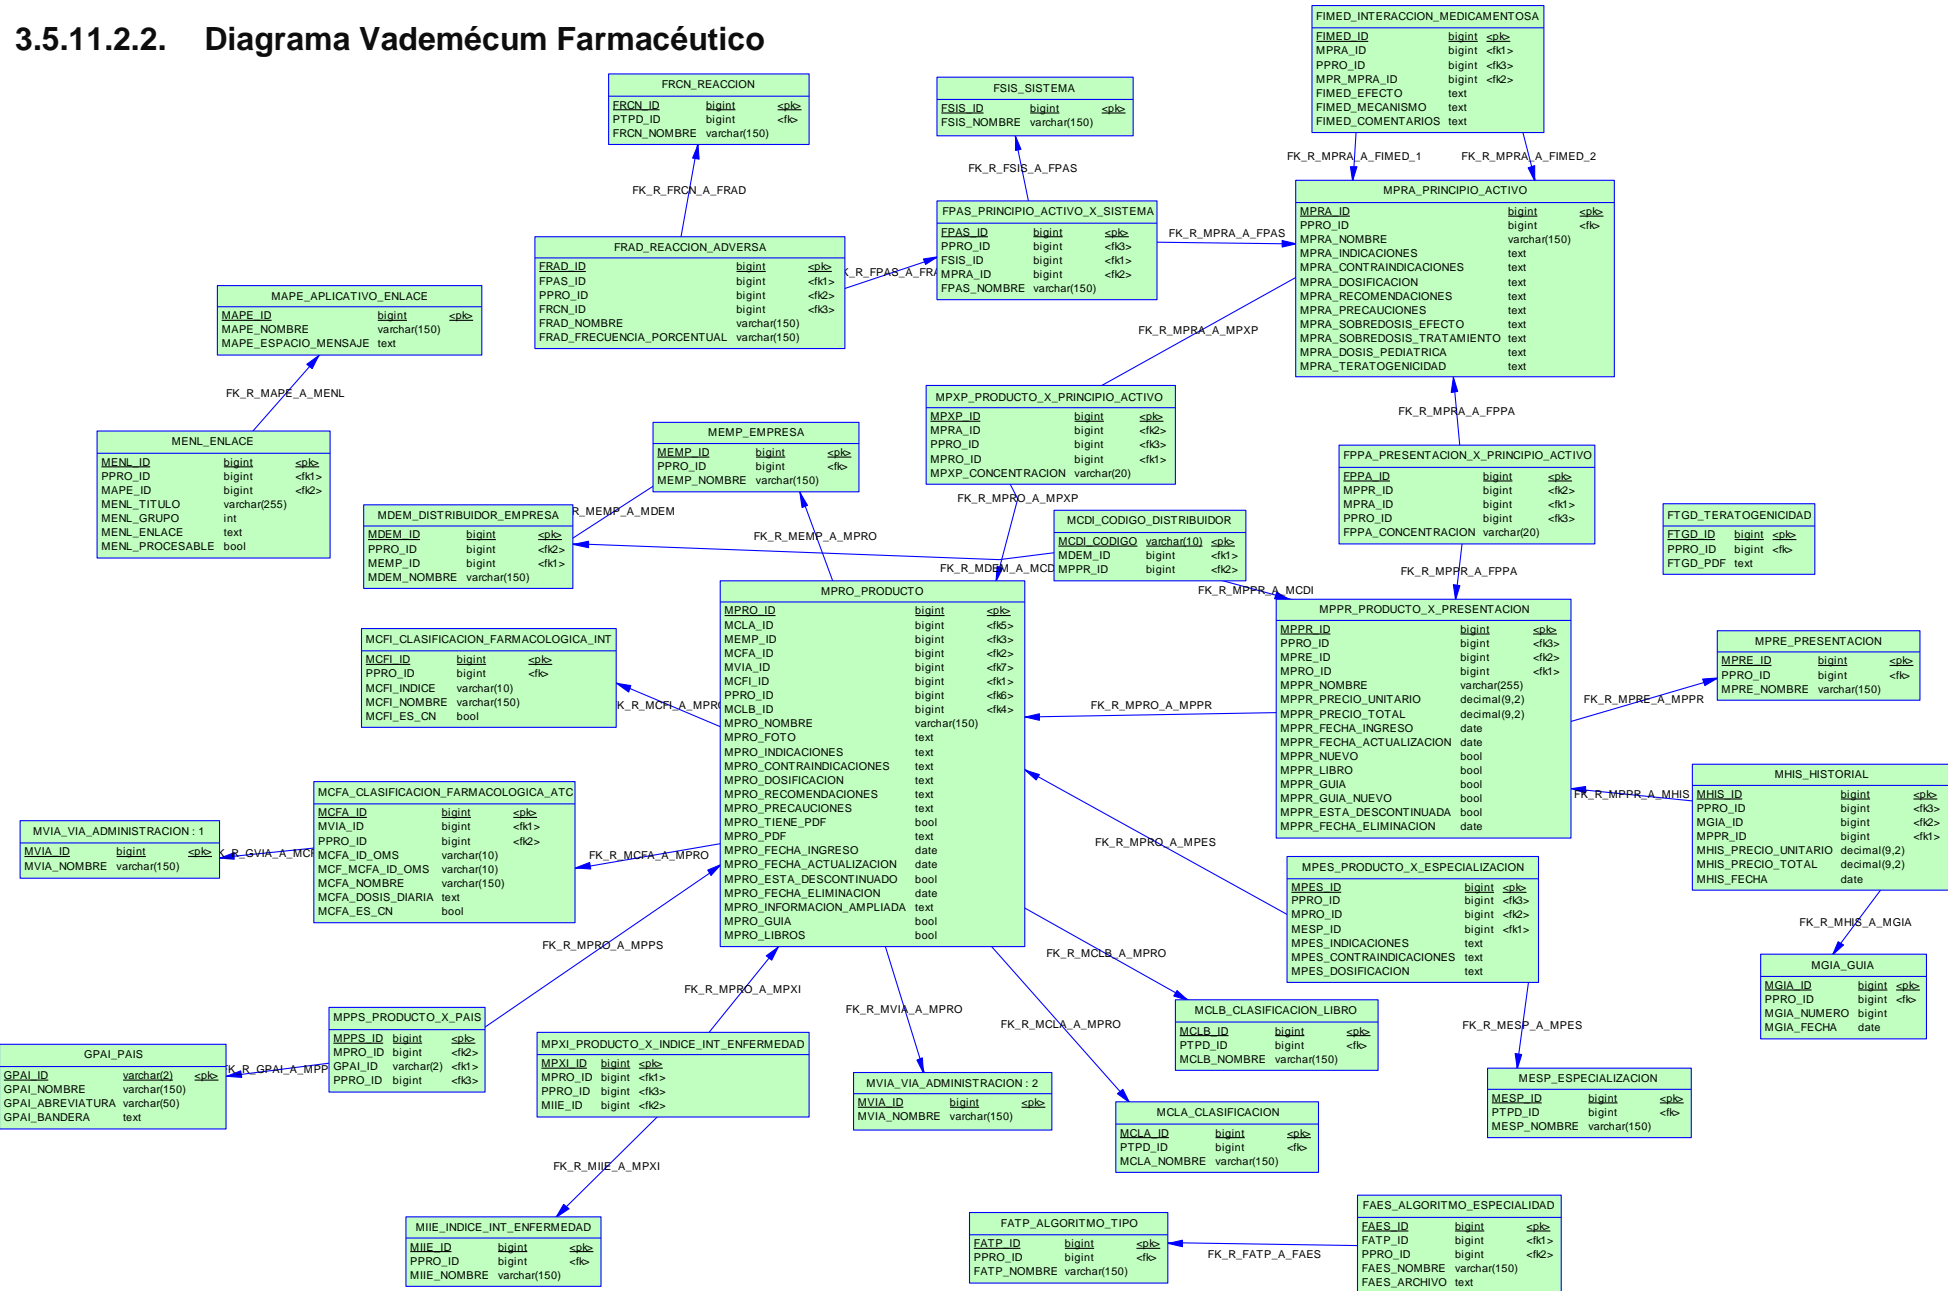 3.5.11.2.2. Diagrama Vademécum Farmacéutico
FIMED_INTERACCION_MEDICAMENTOSA
FIMED_ID bigint <pk>
MPRA_ID bigint <fk1>
PPRO_ID bigint <fk3>
MPR_MPRA_ID bigint <fk2>
FIMED_EFECTO text
FIMED_MECANISMO text
FIMED_COMENTARIOS text
FRCN_REACCION
FRCN_ID bigint <pk>
PTPD_ID bigint <fk>
FRCN_NOMBRE varchar(150)
FSIS_SISTEMA
FSIS_ID bigint <pk>
FSIS_NOMBRE varchar(150)
FK_R_MPRA_A_FIMED_1
FK_R_MPRA_A_FIMED_2
FK_R_FSIS_A_FPAS
FK_R_FRCN_A_FRAD
MPRA_PRINCIPIO_ACTIVO
MPRA_ID bigint <pk>
PPRO_ID bigint <fk>
MPRA_NOMBRE varchar(150)
MPRA_INDICACIONES text
MPRA_CONTRAINDICACIONES text
MPRA_DOSIFICACION text
MPRA_RECOMENDACIONES text
MPRA_PRECAUCIONES text
MPRA_SOBREDOSIS_EFECTO text
MPRA_SOBREDOSIS_TRATAMIENTO text
MPRA_DOSIS_PEDIATRICA text
MPRA_TERATOGENICIDAD text
FPAS_PRINCIPIO_ACTIVO_X_SISTEMA
FPAS_ID bigint <pk>
PPRO_ID bigint <fk3>
FSIS_ID bigint <fk1>
MPRA_ID bigint <fk2>
FPAS_NOMBRE varchar(150)
FK_R_MPRA_A_FPAS
FRAD_REACCION_ADVERSA
FRAD_ID bigint <pk>
FPAS_ID bigint <fk1>
PPRO_ID bigint <fk2>
FRCN_ID bigint <fk3>
FRAD_NOMBRE varchar(150)
FRAD_FRECUENCIA_PORCENTUAL varchar(150)
K_R_FPAS_A_FRA
MAPE_APLICATIVO_ENLACE
MAPE_ID bigint <pk>
MAPE_NOMBRE varchar(150)
MAPE_ESPACIO_MENSAJE text
FK_R_MPRA_A_MPXP
FK_R_MAPE_A_MENL
MPXP_PRODUCTO_X_PRINCIPIO_ACTIVO
MPXP_ID bigint <pk>
MPRA_ID bigint <fk2>
PPRO_ID bigint <fk3>
MPRO_ID bigint <fk1>
MPXP_CONCENTRACION varchar(20)
FK_R_MPRA_A_FPPA
MENL_ENLACE
MENL_ID bigint <pk>
PPRO_ID bigint <fk1>
MAPE_ID bigint <fk2>
MENL_TITULO varchar(255)
MENL_GRUPO int
MENL_ENLACE text
MENL_PROCESABLE bool
MEMP_EMPRESA
MEMP_ID bigint <pk>
PPRO_ID bigint <fk>
MEMP_NOMBRE varchar(150)
FPPA_PRESENTACION_X_PRINCIPIO_ACTIVO
FPPA_ID bigint <pk>
MPPR_ID bigint <fk2>
MPRA_ID bigint <fk1>
PPRO_ID bigint <fk3>
FPPA_CONCENTRACION varchar(20)
FK_R_MPRO_A_MPXP
MDEM_DISTRIBUIDOR_EMPRESA
MDEM_ID bigint <pk>
PPRO_ID bigint <fk2>
MEMP_ID bigint <fk1>
MDEM_NOMBRE varchar(150)
R_MEMP_A_MDEM
FK_R_MEMP_A_MPRO
MCDI_CODIGO_DISTRIBUIDOR
MCDI_CODIGO varchar(10) <pk>
MDEM_ID bigint <fk1>
MPPR_ID bigint <fk2>
FTGD_TERATOGENICIDAD
FTGD_ID bigint <pk>
PPRO_ID bigint <fk>
FTGD_PDF text
FK_R_MDEM_A_MCD
FK_R_MPPR_A_FPPA
FK_R_MPPR_A_MCDI
MPRO_PRODUCTO
MPRO_ID bigint <pk>
MCLA_ID bigint <fk5>
MEMP_ID bigint <fk3>
MCFA_ID bigint <fk2>
MVIA_ID bigint <fk7>
MCFI_ID bigint <fk1>
PPRO_ID bigint <fk6>
MCLB_ID bigint <fk4>
MPRO_NOMBRE varchar(150)
MPRO_FOTO text
MPRO_INDICACIONES text
MPRO_CONTRAINDICACIONES text
MPRO_DOSIFICACION text
MPRO_RECOMENDACIONES text
MPRO_PRECAUCIONES text
MPRO_TIENE_PDF bool
MPRO_PDF text
MPRO_FECHA_INGRESO date
MPRO_FECHA_ACTUALIZACION date
MPRO_ESTA_DESCONTINUADO bool
MPRO_FECHA_ELIMINACION date
MPRO_INFORMACION_AMPLIADA text
MPRO_GUIA bool
MPRO_LIBROS bool
MPPR_PRODUCTO_X_PRESENTACION
MPPR_ID bigint <pk>
PPRO_ID bigint <fk3>
MPRE_ID bigint <fk2>
MPRO_ID bigint <fk1>
MPPR_NOMBRE varchar(255)
MPPR_PRECIO_UNITARIO decimal(9,2)
MPPR_PRECIO_TOTAL decimal(9,2)
MPPR_FECHA_INGRESO date
MPPR_FECHA_ACTUALIZACION date
MPPR_NUEVO bool
MPPR_LIBRO bool
MPPR_GUIA bool
MPPR_GUIA_NUEVO bool
MPPR_ESTA_DESCONTINUADA bool
MPPR_FECHA_ELIMINACION date
MCFI_CLASIFICACION_FARMACOLOGICA_INT
MCFI_ID bigint <pk>
PPRO_ID bigint <fk>
MCFI_INDICE varchar(10)
MCFI_NOMBRE varchar(150)
MCFI_ES_CN bool
K_R_MCFI_A_MPRO
MPRE_PRESENTACION
MPRE_ID bigint <pk>
PPRO_ID bigint <fk>
MPRE_NOMBRE varchar(150)
FK_R_MPRO_A_MPPR
FK_R_MPRE_A_MPPR
MHIS_HISTORIAL
MHIS_ID bigint <pk>
PPRO_ID bigint <fk3>
MGIA_ID bigint <fk2>
MPPR_ID bigint <fk1>
MHIS_PRECIO_UNITARIO decimal(9,2)
MHIS_PRECIO_TOTAL decimal(9,2)
MHIS_FECHA date
FK_R_MPPR_A_MHIS
MCFA_CLASIFICACION_FARMACOLOGICA_ATC
MCFA_ID bigint <pk>
MVIA_ID bigint <fk1>
PPRO_ID bigint <fk2>
MCFA_ID_OMS varchar(10)
MCF_MCFA_ID_OMS varchar(10)
MCFA_NOMBRE varchar(150)
MCFA_DOSIS_DIARIA text
MCFA_ES_CN bool
MVIA_VIA_ADMINISTRACION : 1
MVIA_ID bigint <pk>
MVIA_NOMBRE varchar(150)
K_R_GVIA_A_MCF
FK_R_MCFA_A_MPRO
FK_R_MPRO_A_MPES
MPES_PRODUCTO_X_ESPECIALIZACION
MPES_ID bigint <pk>
PPRO_ID bigint <fk3>
MPRO_ID bigint <fk2>
MESP_ID bigint <fk1>
MPES_INDICACIONES text
MPES_CONTRAINDICACIONES text
MPES_DOSIFICACION text
FK_R_MHIS_A_MGIA
FK_R_MPRO_A_MPPS
FK_R_MCLB_A_MPRO
MGIA_GUIA
MGIA_ID bigint <pk>
PPRO_ID bigint <fk>
MGIA_NUMERO bigint
MGIA_FECHA date
FK_R_MPRO_A_MPXI
FK_R_MVIA_A_MPRO
FK_R_MCLA_A_MPRO
FK_R_MESP_A_MPES
MCLB_CLASIFICACION_LIBRO
MCLB_ID bigint <pk>
PTPD_ID bigint <fk>
MCLB_NOMBRE varchar(150)
MPPS_PRODUCTO_X_PAIS
MPPS_ID bigint <pk>
MPRO_ID bigint <fk2>
GPAI_ID varchar(2) <fk1>
PPRO_ID bigint <fk3>
GPAI_PAIS
GPAI_ID varchar(2) <pk>
GPAI_NOMBRE varchar(150)
GPAI_ABREVIATURA varchar(50)
GPAI_BANDERA text
K_R_GPAI_A_MPP
MPXI_PRODUCTO_X_INDICE_INT_ENFERMEDAD
MPXI_ID bigint <pk>
MPRO_ID bigint <fk1>
PPRO_ID bigint <fk3>
MIIE_ID bigint <fk2>
MVIA_VIA_ADMINISTRACION : 2
MVIA_ID bigint <pk>
MVIA_NOMBRE varchar(150)
MESP_ESPECIALIZACION
MESP_ID bigint <pk>
PTPD_ID bigint <fk>
MESP_NOMBRE varchar(150)
MCLA_CLASIFICACION
MCLA_ID bigint <pk>
PTPD_ID bigint <fk>
MCLA_NOMBRE varchar(150)
FK_R_MIIE_A_MPXI
MIIE_INDICE_INT_ENFERMEDAD
MIIE_ID bigint <pk>
PPRO_ID bigint <fk>
MIIE_NOMBRE varchar(150)
FATP_ALGORITMO_TIPO
FATP_ID bigint <pk>
PPRO_ID bigint <fk>
FATP_NOMBRE varchar(150)
FK_R_FATP_A_FAES
FAES_ALGORITMO_ESPECIALIDAD
FAES_ID bigint <pk>
FATP_ID bigint <fk1>
PPRO_ID bigint <fk2>
FAES_NOMBRE varchar(150)
FAES_ARCHIVO text